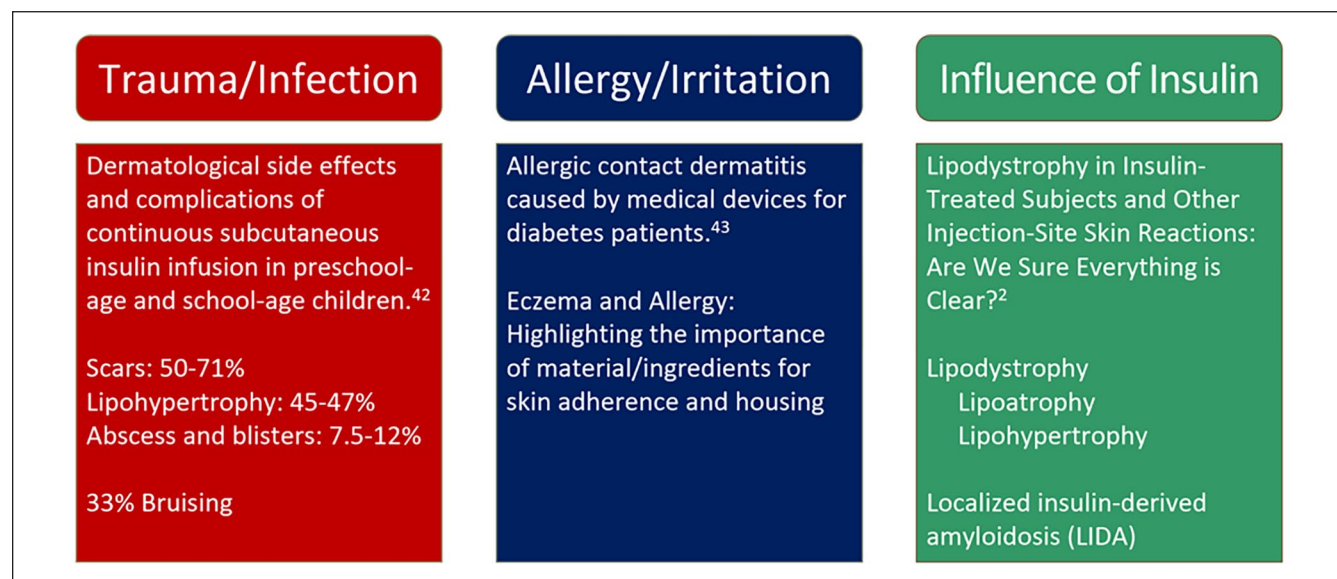 Trauma/Infection
Dermatological side effects
and complications of
continuous subcutaneous
insulin infusion in preschool-
age and school-age children.⁴²
Scars: 50-71%
Lipohypertrophy: 45-47%
Abscess and blisters: 7.5-12%
33% Bruising
Allergy/Irritation
Allergic contact dermatitis
caused by medical devices for
diabetes patients.⁴³
Eczema and Allergy:
Highlighting the importance
of material/ingredients for
skin adherence and housing
Influence of Insulin
Lipodystrophy in Insulin-
Treated Subjects and Other
Injection-Site Skin Reactions:
Are We Sure Everything is
Clear?²
Lipodystrophy
Lipoatrophy
Lipohypertrophy
Localized insulin-derived
amyloidosis (LIDA)